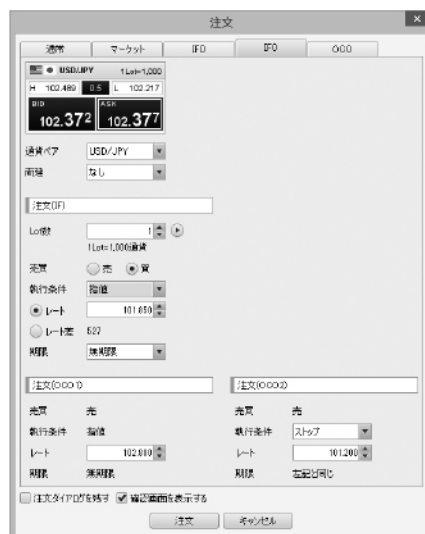 注文
通常 マーケット IFD IFO OCO
USD/JPY 1Lot=1,000
H 102.489 0.5 L 102.217
BID ASK
102.372 102.377
通貨ペア USD/JPY
両建 なし
注文(IF)
Lot数 1
1Lot=1,000通貨
売買 売 買
執行条件 指値
レート 101.850
レート差 527
期限 無期限
注文(OCO1) 注文(OCO2)
売買 売 売買 売
執行条件 指値 執行条件 ストップ
レート レート 101.200
期限 無期限 期限 左記と同じ
注文ダイアログを残す 確認画面を表示する
注文 キャンセル